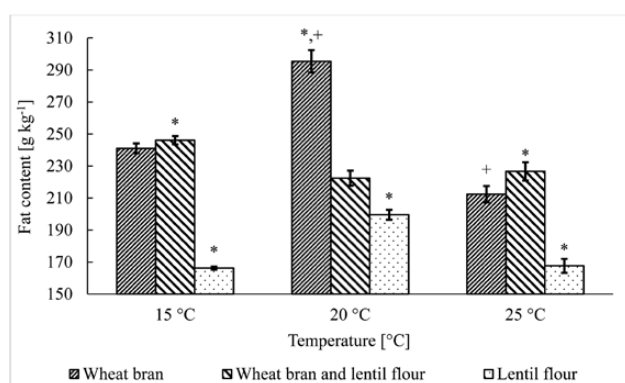 310
290
270
250
230
210
190
170
150
Fat content [g kg-1]
*,+
*
*
*
+
*
*
15 °C
20 °C
25 °C
Temperature [°C]
Wheat bran
Wheat bran and lentil flour
Lentil flour